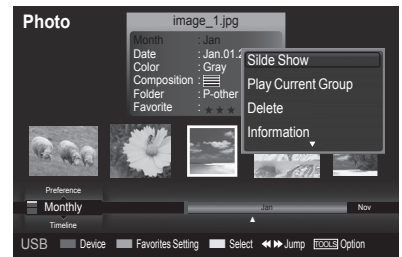 Photo
image_1.jpg
Month : Jan
Date : Jan.01.2
Color : Gray
Composition :
Folder : P-other
Favorite : ★ ★ ★
Silde Show
Play Current Group
Delete
Information
Preference
Monthly
Timeline
Jan
Nov
USB Device Favorites Setting Select ◀◀ ▶▶ Jump TOOLS Option